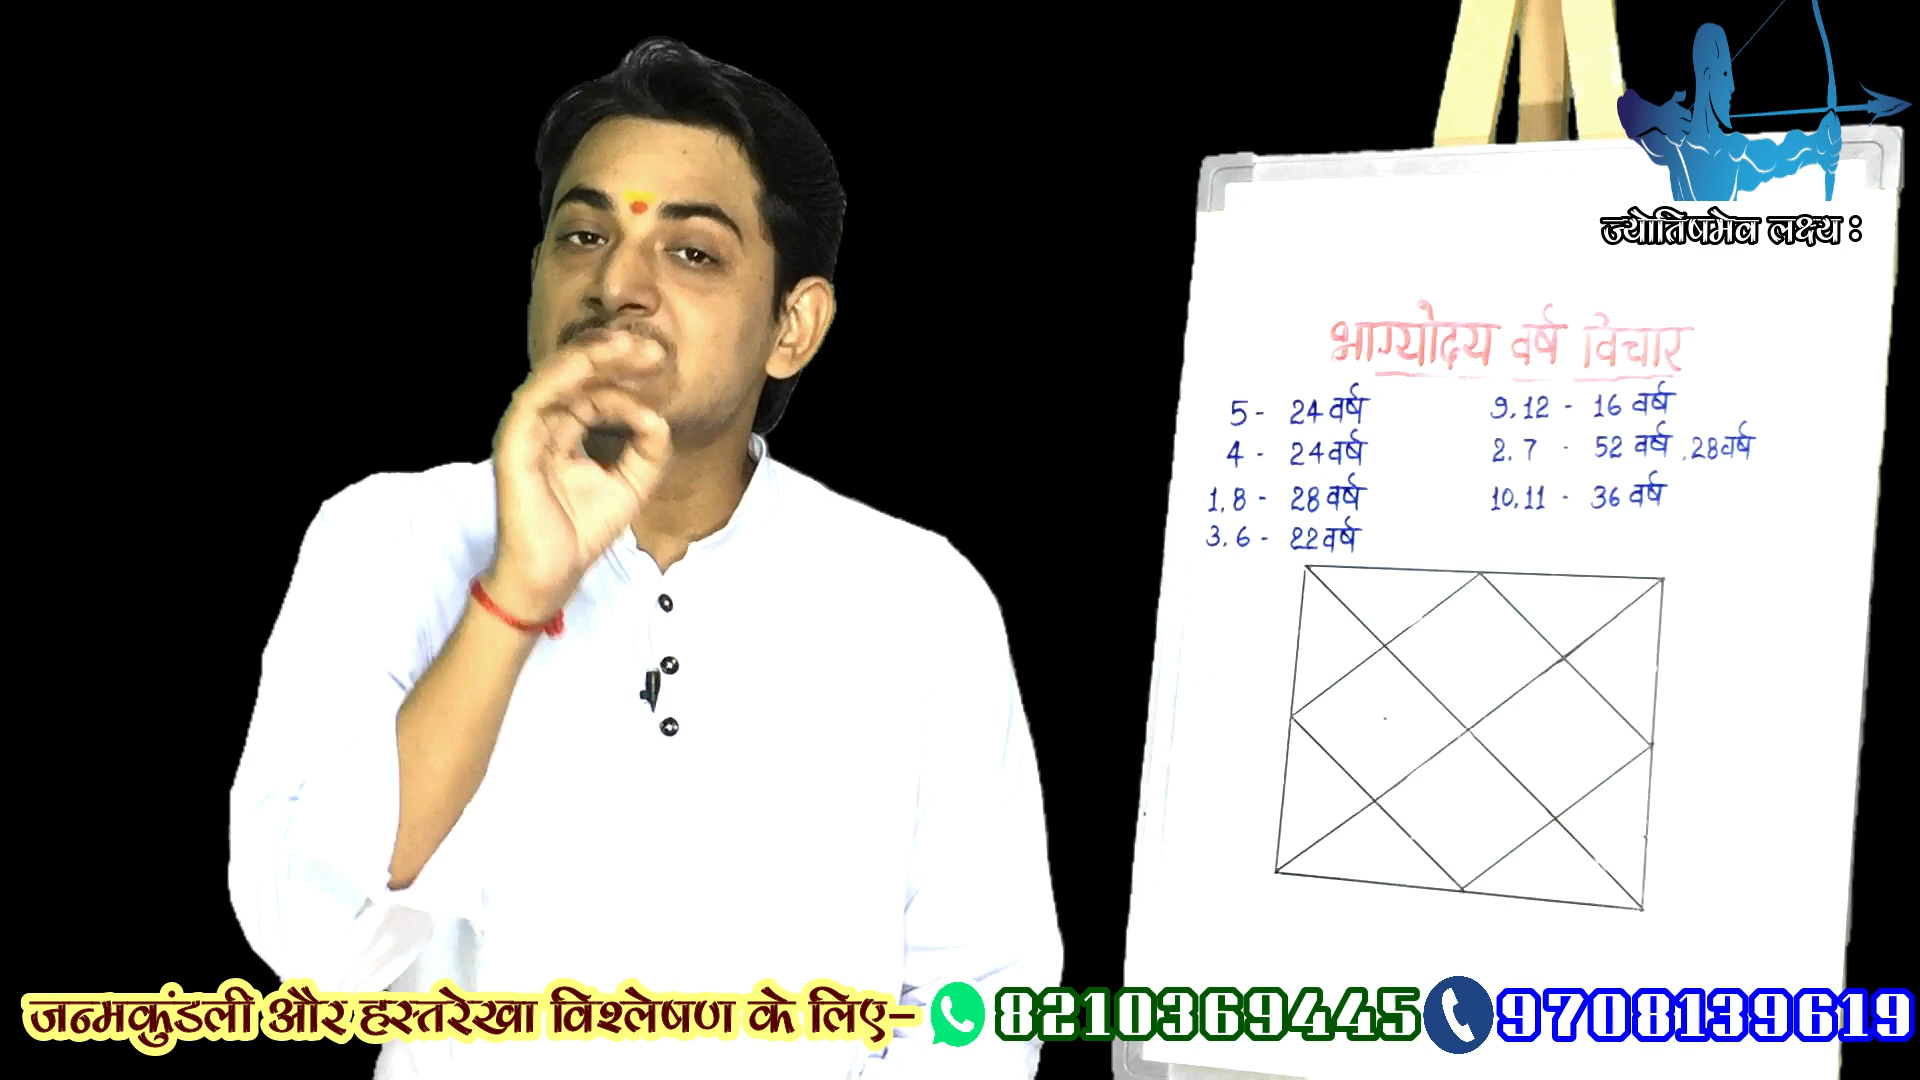 ज्योतिषमेव लक्ष्य :
भाग्योदय वर्ष विचार
5 - 24 वर्ष
4 - 24 वर्ष
1, 8 - 28 वर्ष
3, 6 - 22 वर्ष
9, 12 - 16 वर्ष
2, 7 - 52 वर्ष, 28 वर्ष
10, 11 - 36 वर्ष
जन्मकुंडली और हस्तरेखा विश्लेषण के लिए- 8210369445 9708139619